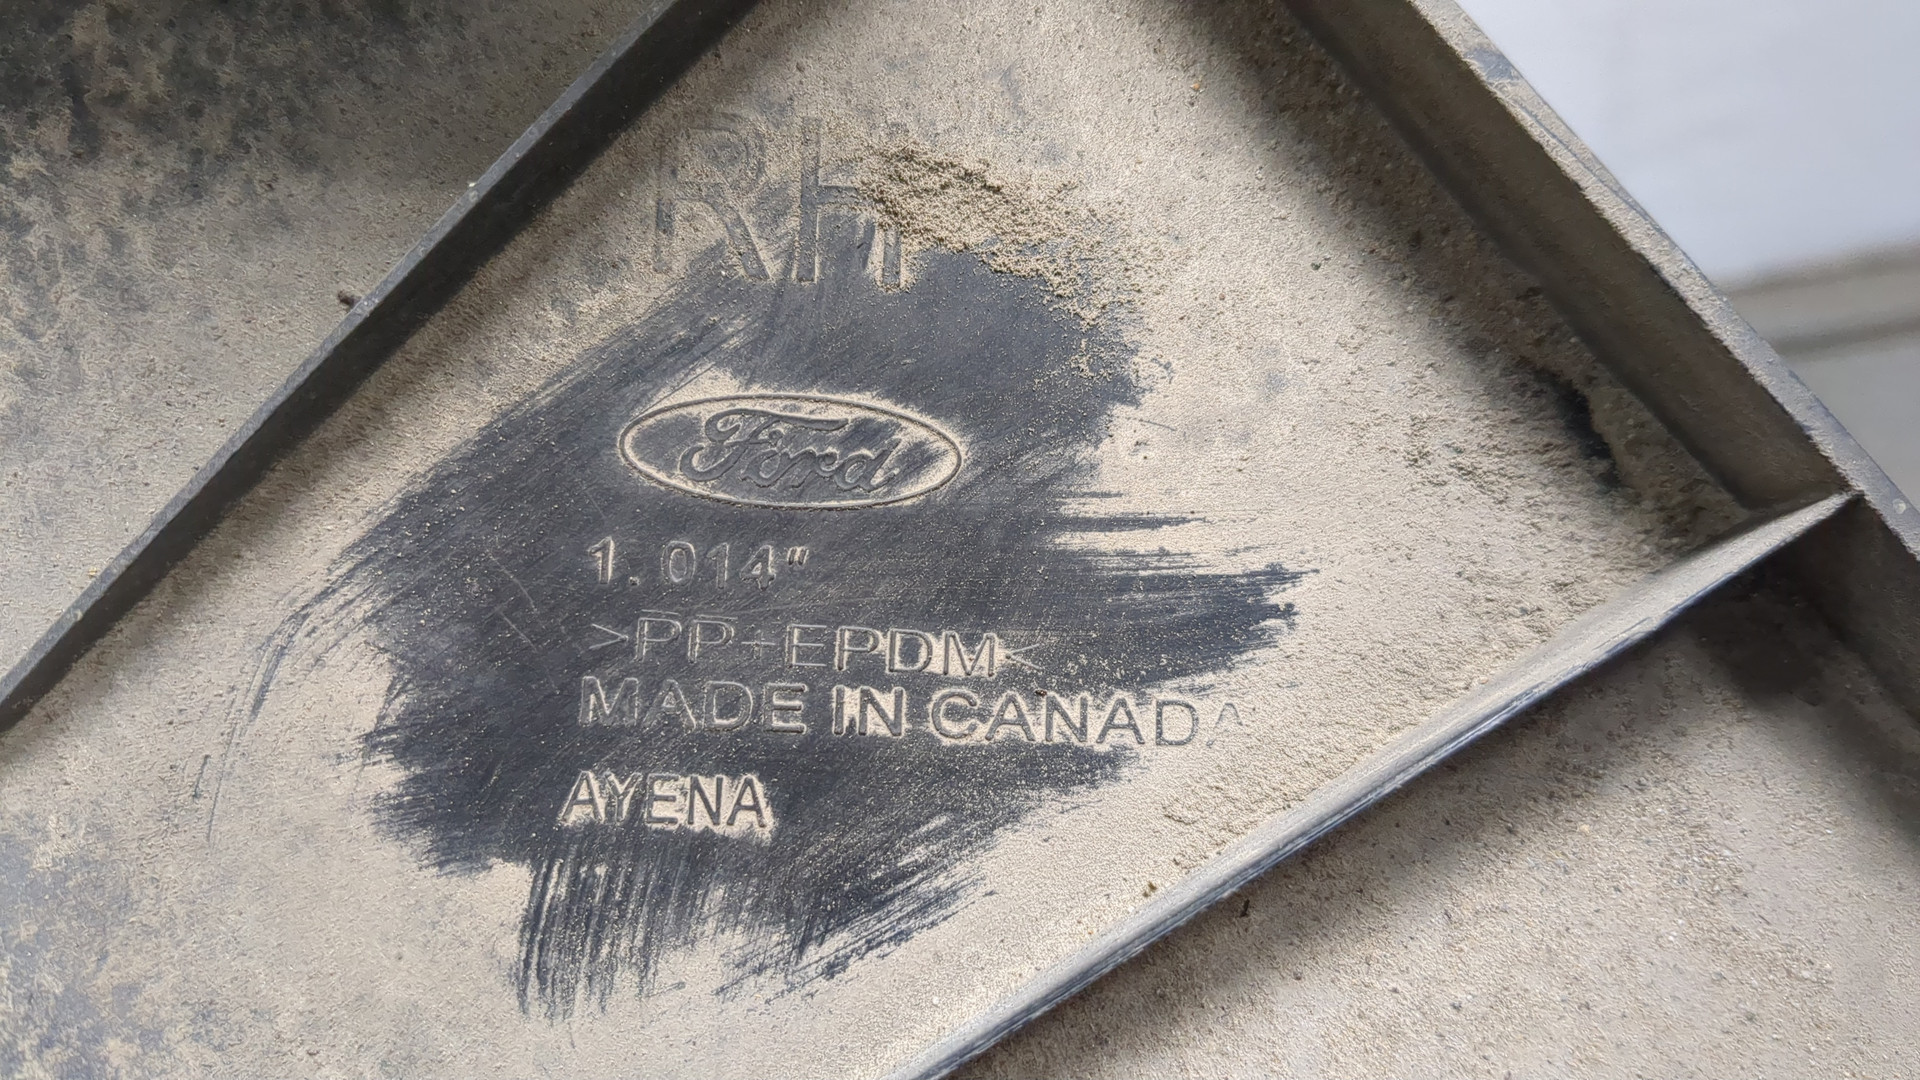 RH
Ford
1.014"
>PP+EPDM<
MADE IN CANADA
AYENA